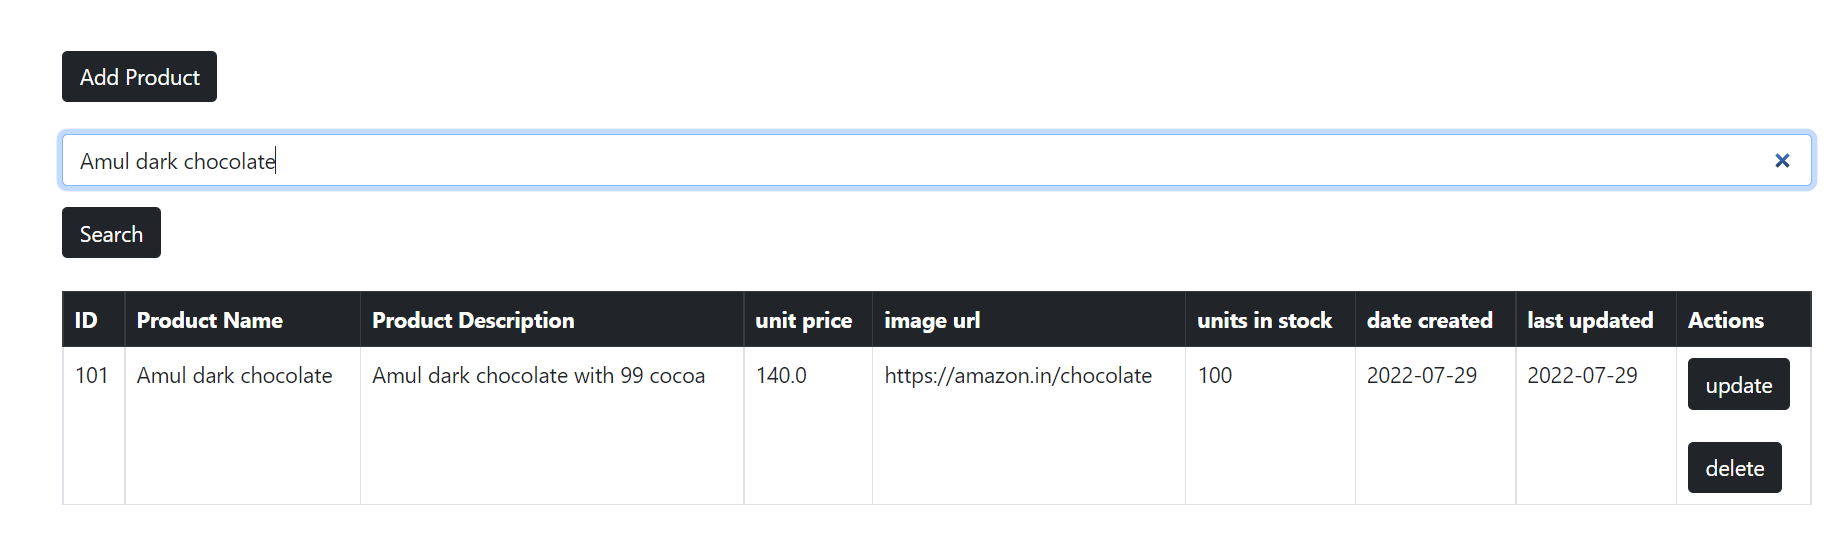 Add Product
Amul dark chocolate
Search
ID Product Name Product Description unit price image url units in stock date created last updated Actions
101 Amul dark chocolate Amul dark chocolate with 99 cocoa 140.0 https://amazon.in/chocolate 100 2022-07-29 2022-07-29 update
delete